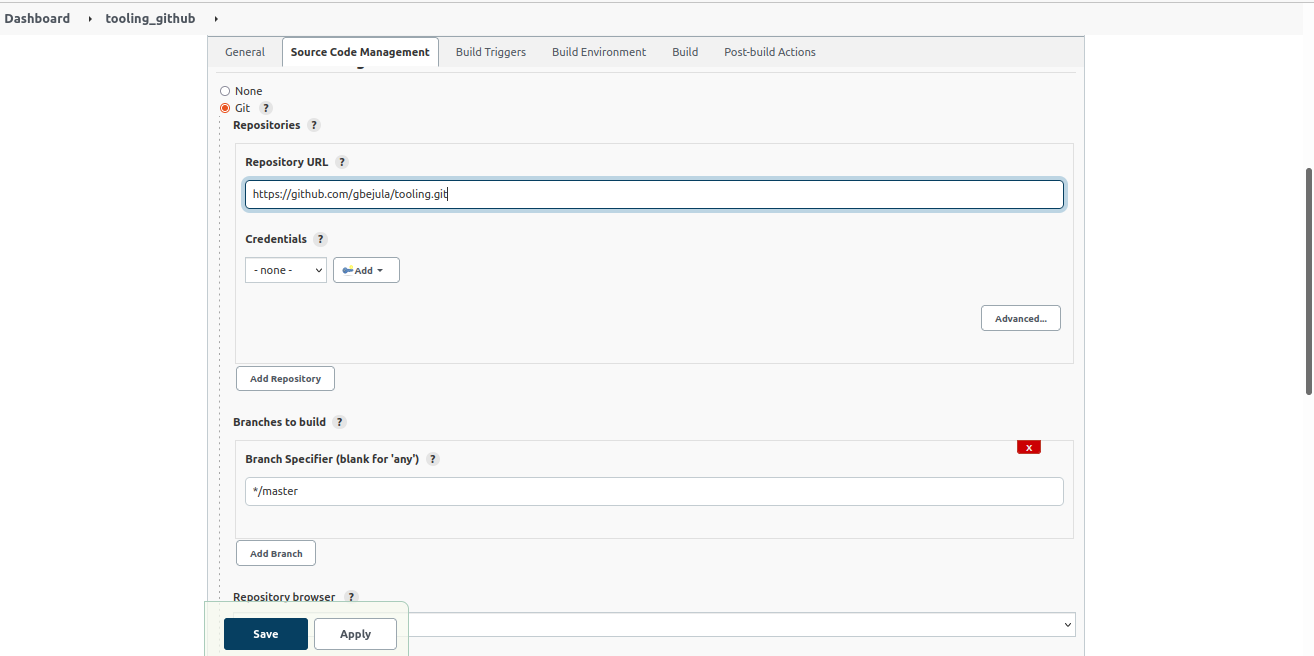 Dashboard tooling_github
General Source Code Management Build Triggers Build Environment Build Post-build Actions
None
Git ?
Repositories ?
Repository URL ?
https://github.com/gbejula/tooling.git
Credentials ?
- none - Add
Advanced...
Add Repository
Branches to build ?
x
Branch Specifier (blank for 'any') ?
*/master
Add Branch
Repository browser ?
Save Apply